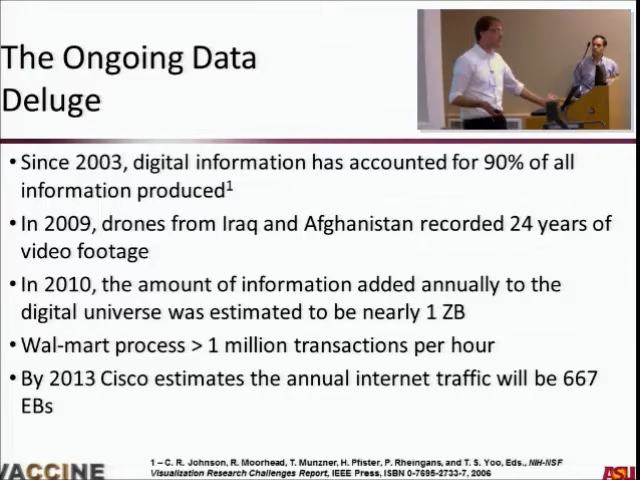 The Ongoing Data
Deluge
• Since 2003, digital information has accounted for 90% of all
information produced1
• In 2009, drones from Iraq and Afghanistan recorded 24 years of
video footage
• In 2010, the amount of information added annually to the
digital universe was estimated to be nearly 1 ZB
• Wal-mart process > 1 million transactions per hour
• By 2013 Cisco estimates the annual internet traffic will be 667
EBs
1 – C. R. Johnson, R. Moorhead, T. Munzner, H. Pfister, P. Rheingans, and T. S. Yoo, Eds., NIH-NSF
Visualization Research Challenges Report, IEEE Press, ISBN 0-7695-2733-7, 2006
VACCINE
ASU